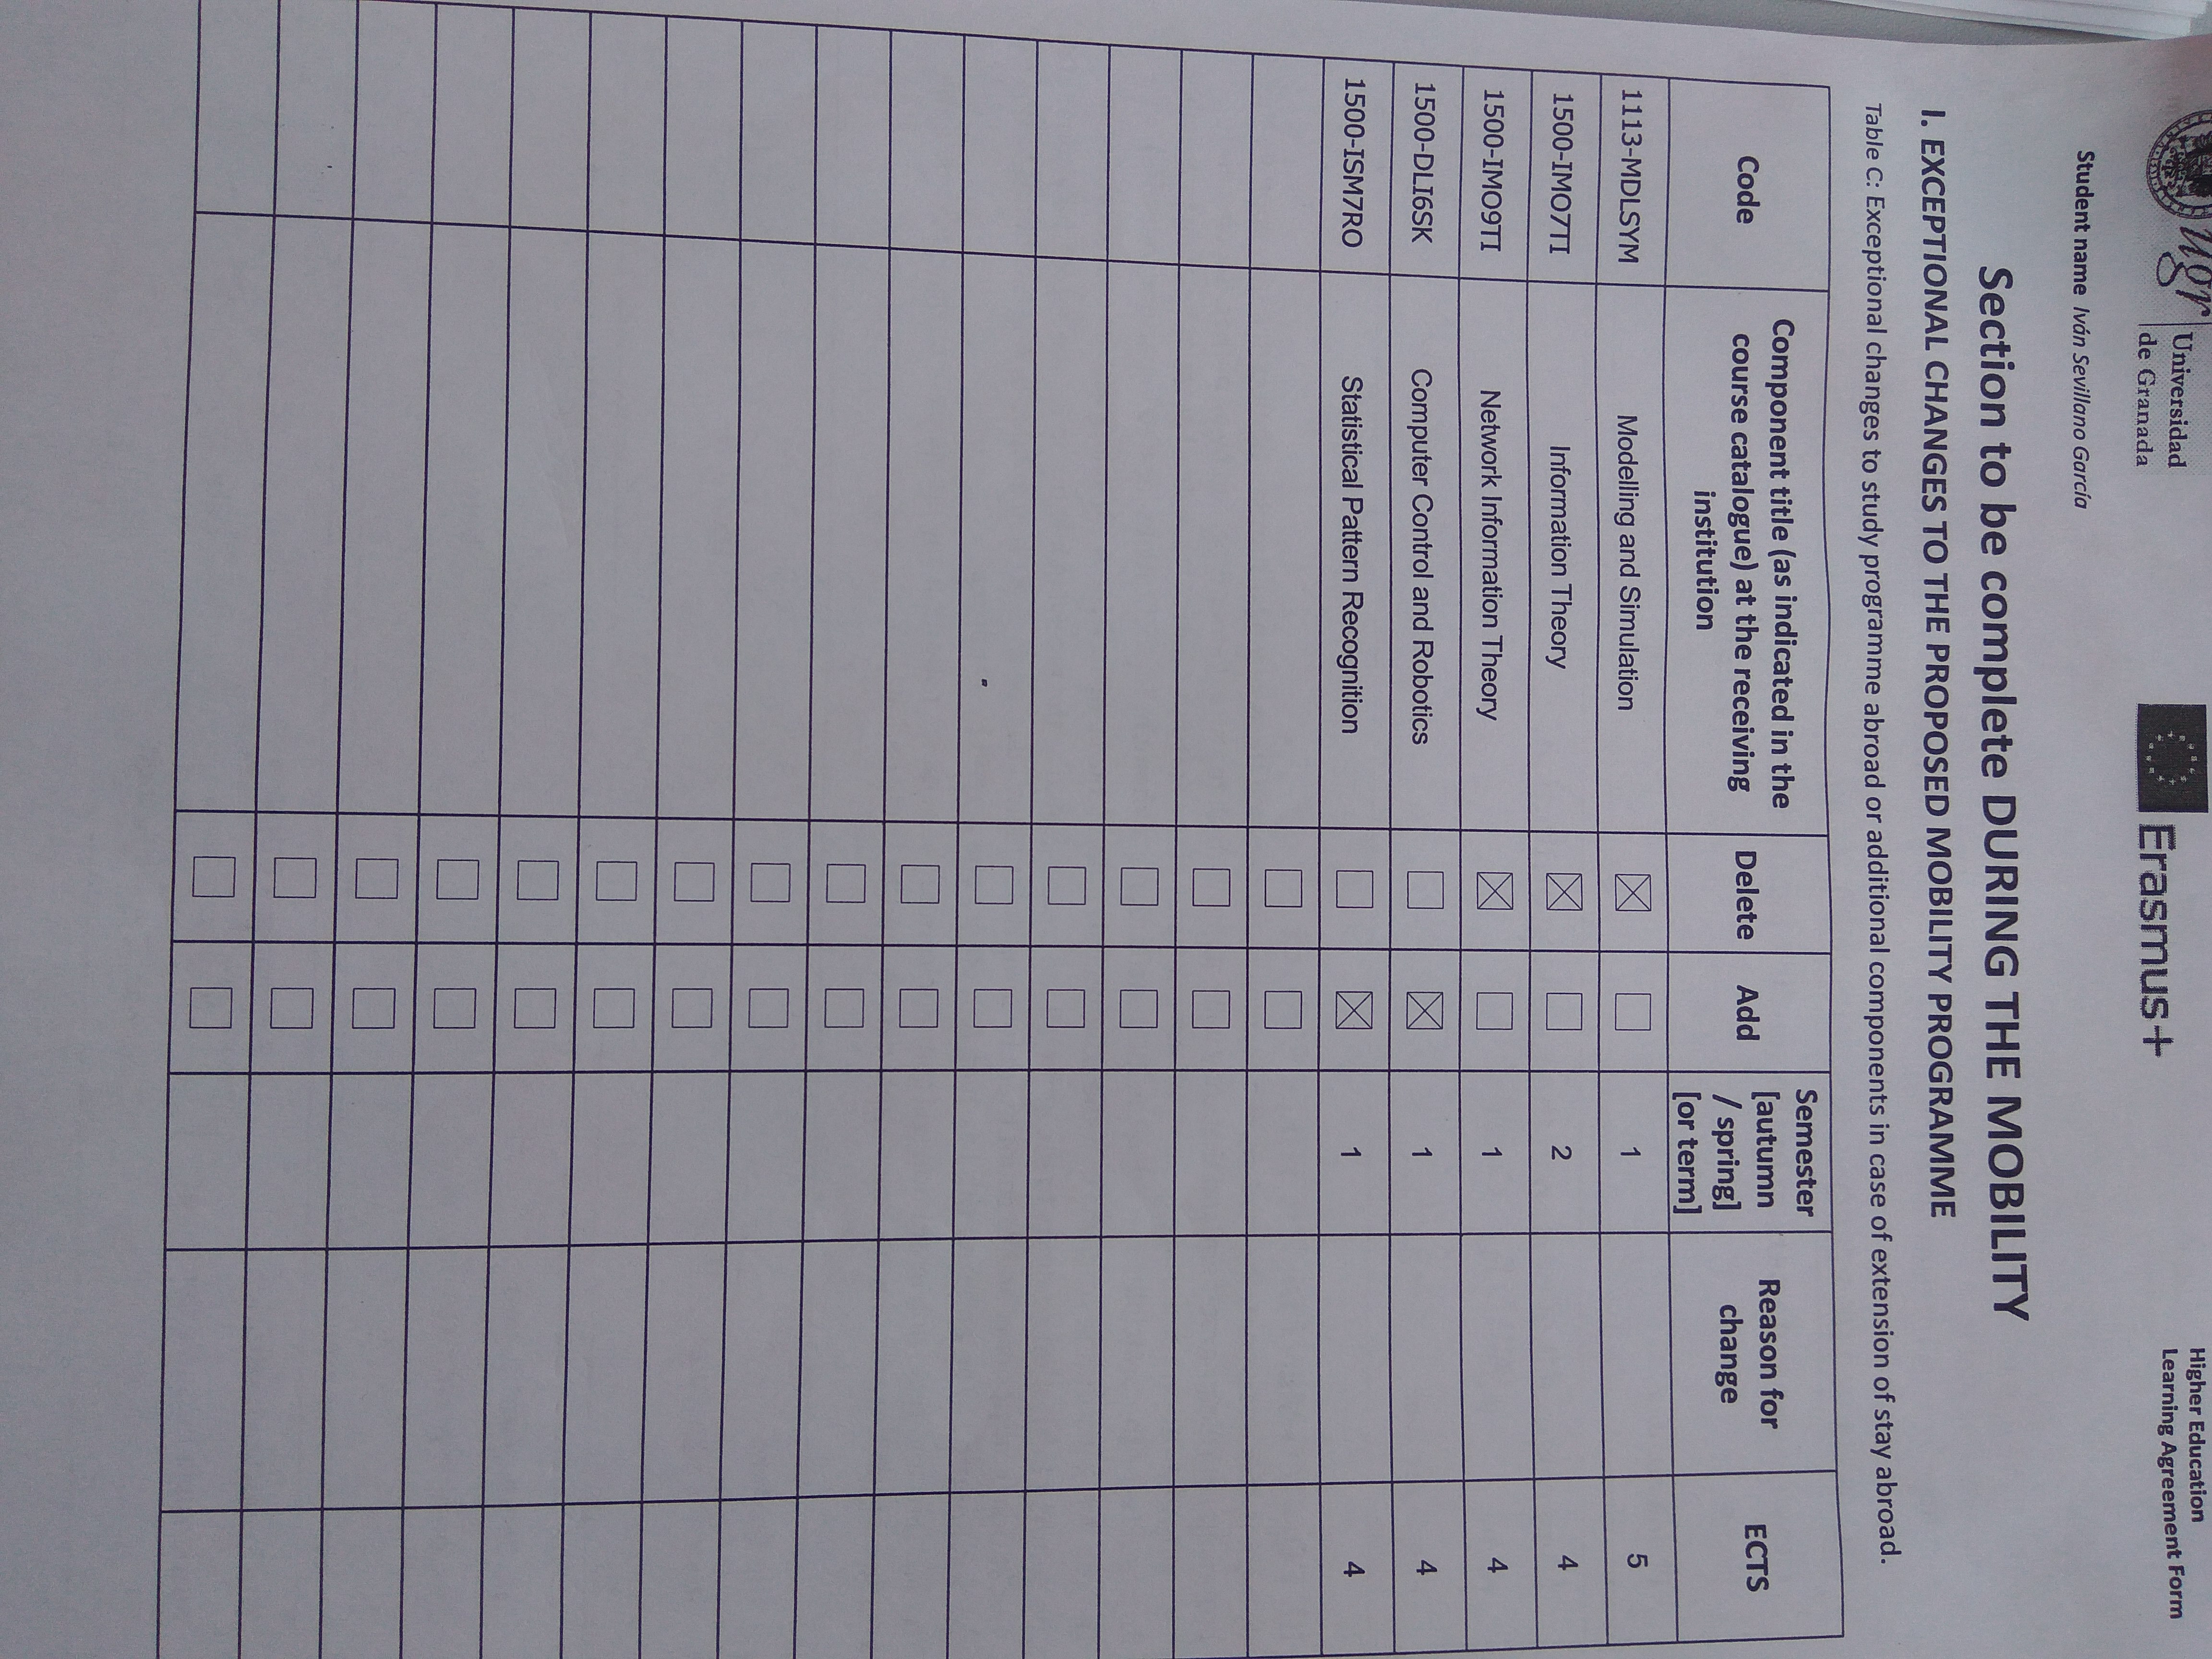 ugr
Universidad
de Granada
Erasmus+
Higher Education
Learning Agreement Form
Student name Iván Sevillano García
Section to be complete DURING THE MOBILITY
I. EXCEPTIONAL CHANGES TO THE PROPOSED MOBILITY PROGRAMME
Table C: Exceptional changes to study programme abroad or additional components in case of extension of stay abroad.
Code
Component title (as indicated in the
course catalogue) at the receiving
institution
Delete
Add
Semester
[autumn
/ spring]
[or term]
Reason for
change
ECTS
1113-MDLSYM Modelling and Simulation 1 5
1500-IMO7TI Information Theory 2 4
1500-IMO9TI Network Information Theory 1 4
1500-DLI6SK Computer Control and Robotics 1 4
1500-ISM7RO Statistical Pattern Recognition 1 4